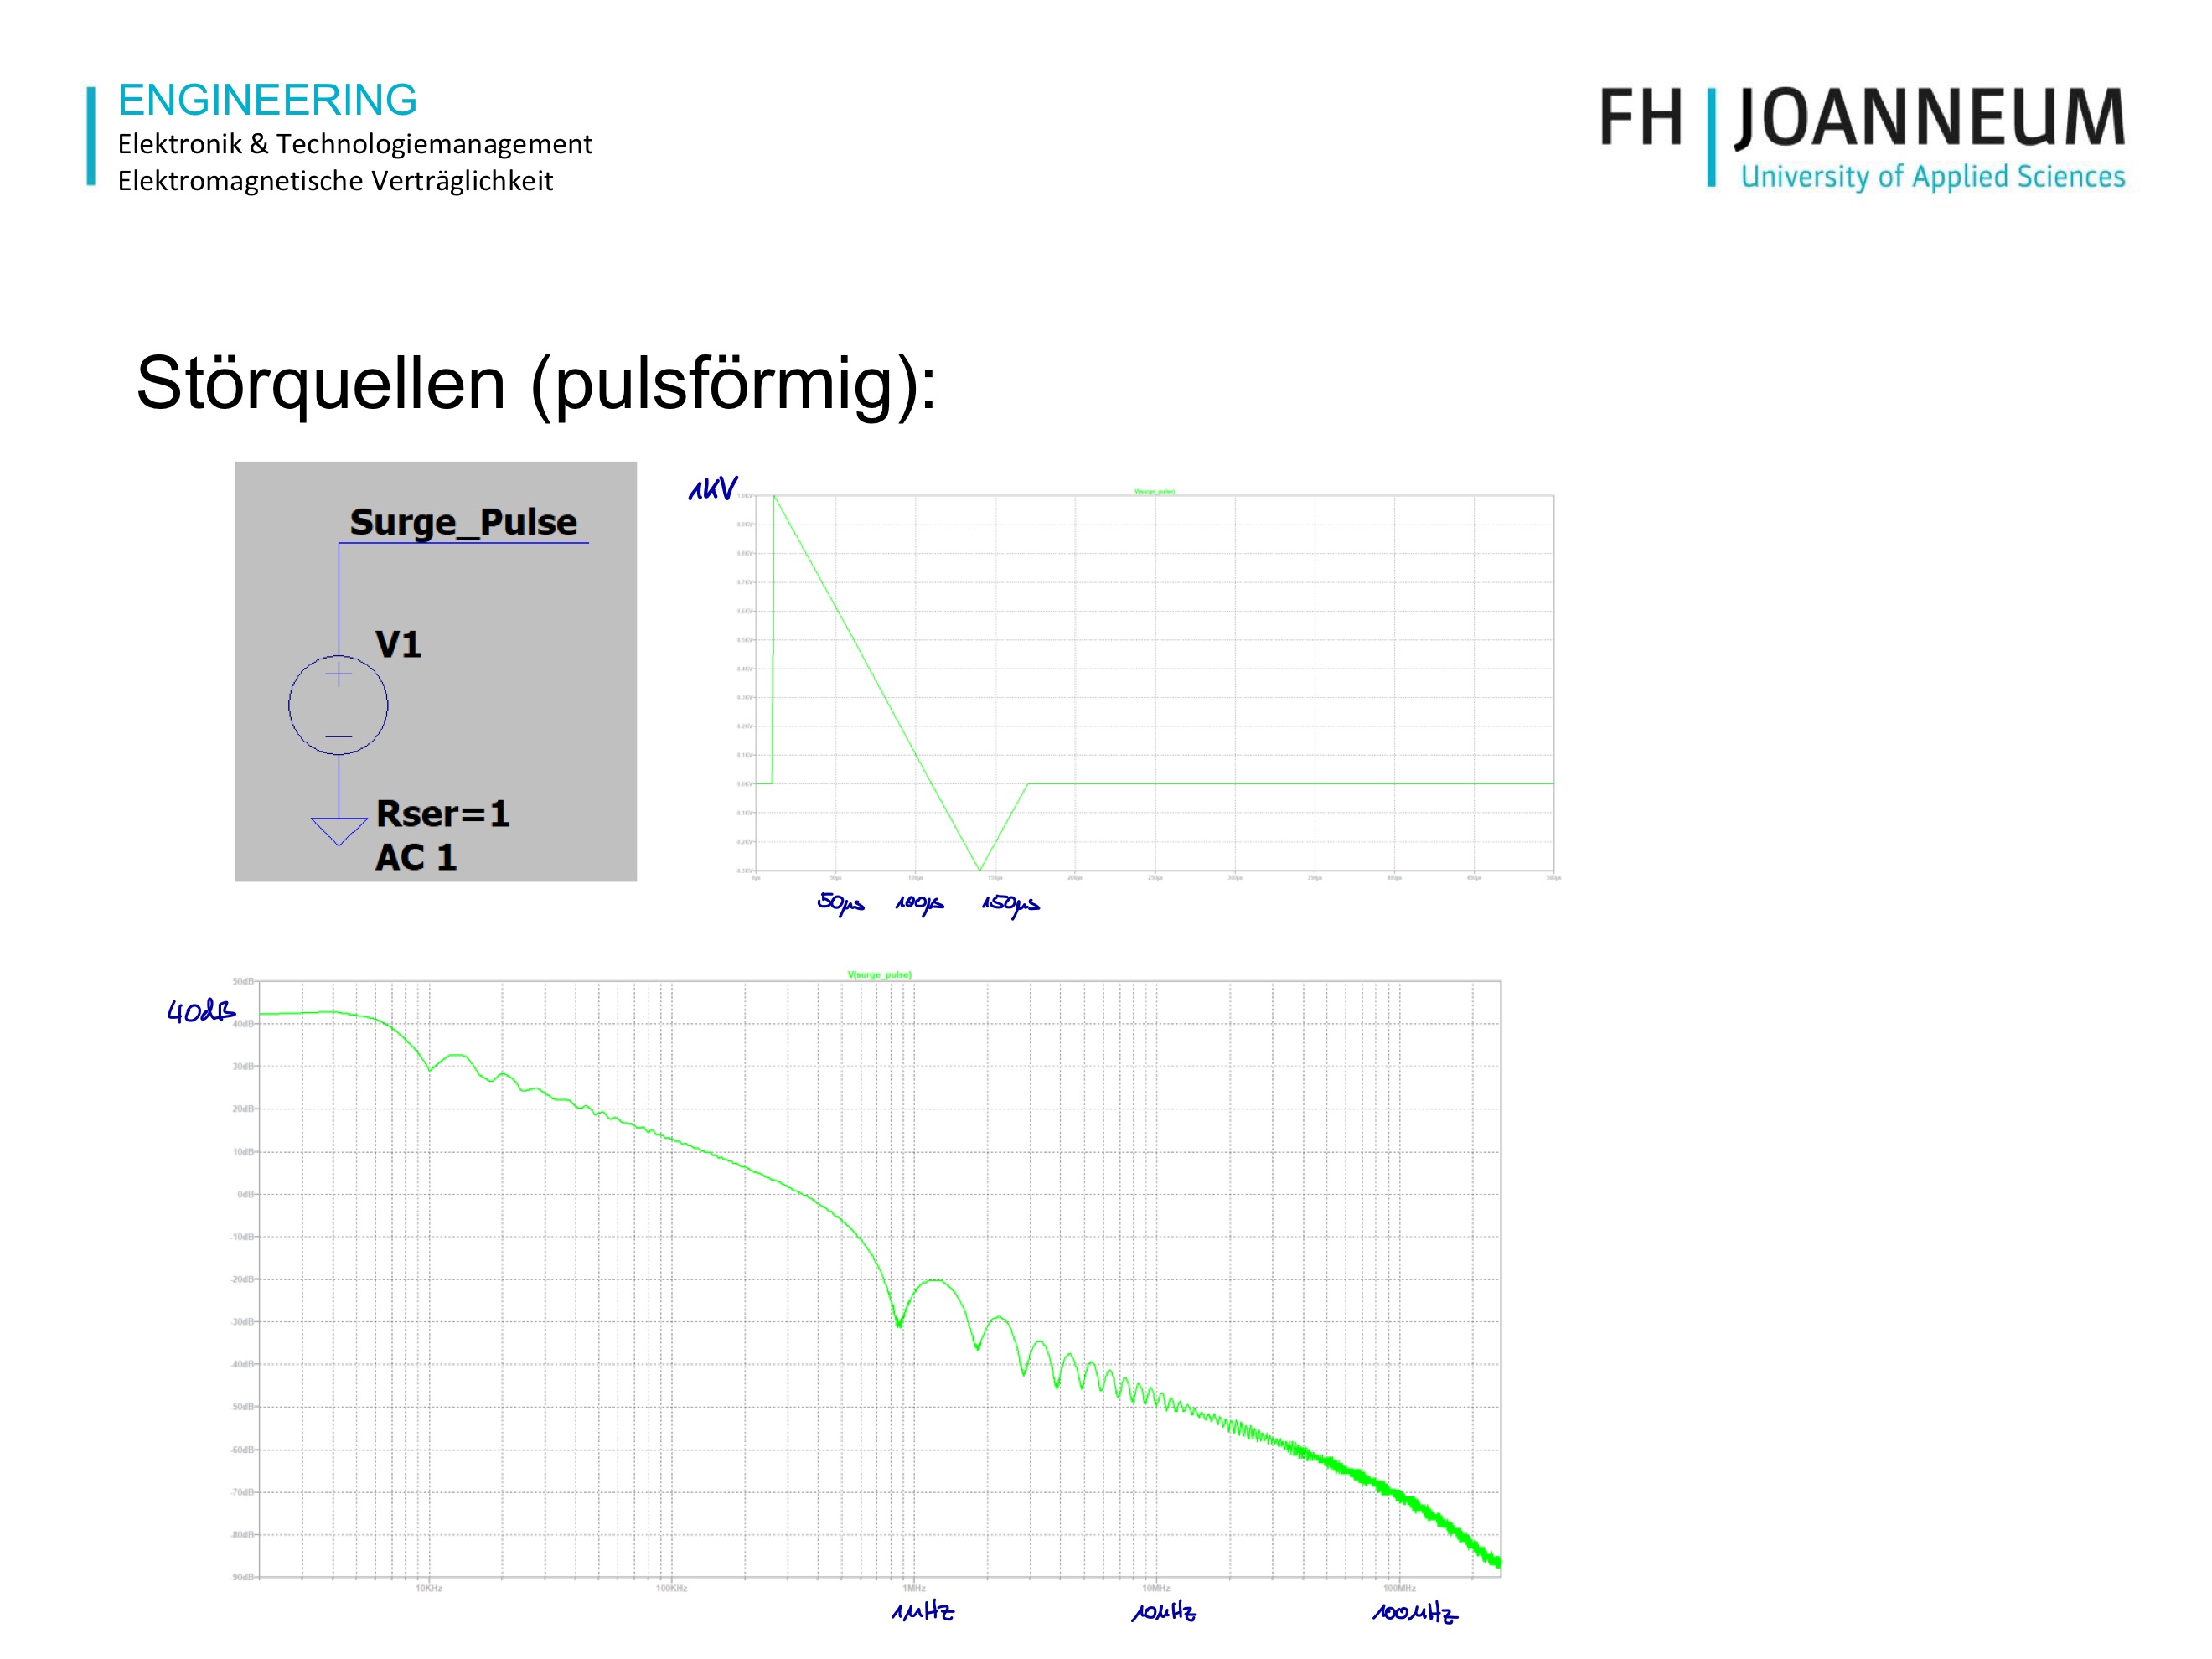 ENGINEERING
Elektronik & Technologiemanagement
Elektromagnetische Verträglichkeit
FH | JOANNEUM
University of Applied Sciences
Störquellen (pulsförmig):
Surge_Pulse
V1
Rser=1
AC 1
1KV
V(surge_pulse)
50µs 100µs 150µs
V(surge_pulse)
40dB
50dB
40dB
30dB
20dB
10dB
0dB
-10dB
-20dB
-30dB
-40dB
-50dB
-60dB
-70dB
-80dB
-90dB
10KHz 100KHz 1MHz 10MHz 100MHz
1MHz 10MHz 100MHz